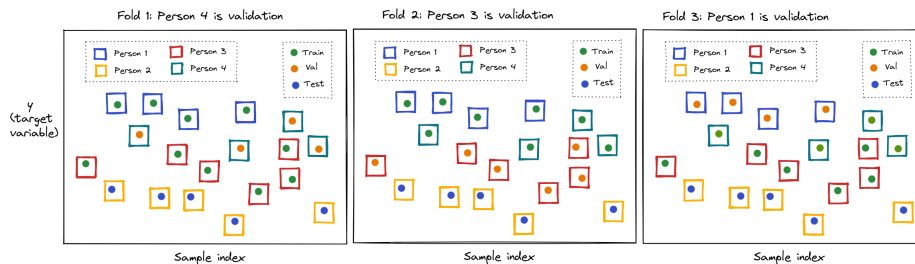 Fold 1: Person 4 is validation
Fold 2: Person 3 is validation
Fold 3: Person 1 is validation
Person 1
Person 3
Person 2
Person 4
Train
Val
Test
Person 1
Person 3
Person 2
Person 4
Train
Val
Test
Person 1
Person 3
Person 2
Person 4
Train
Val
Test
y
(target
variable)
Sample index
Sample index
Sample index